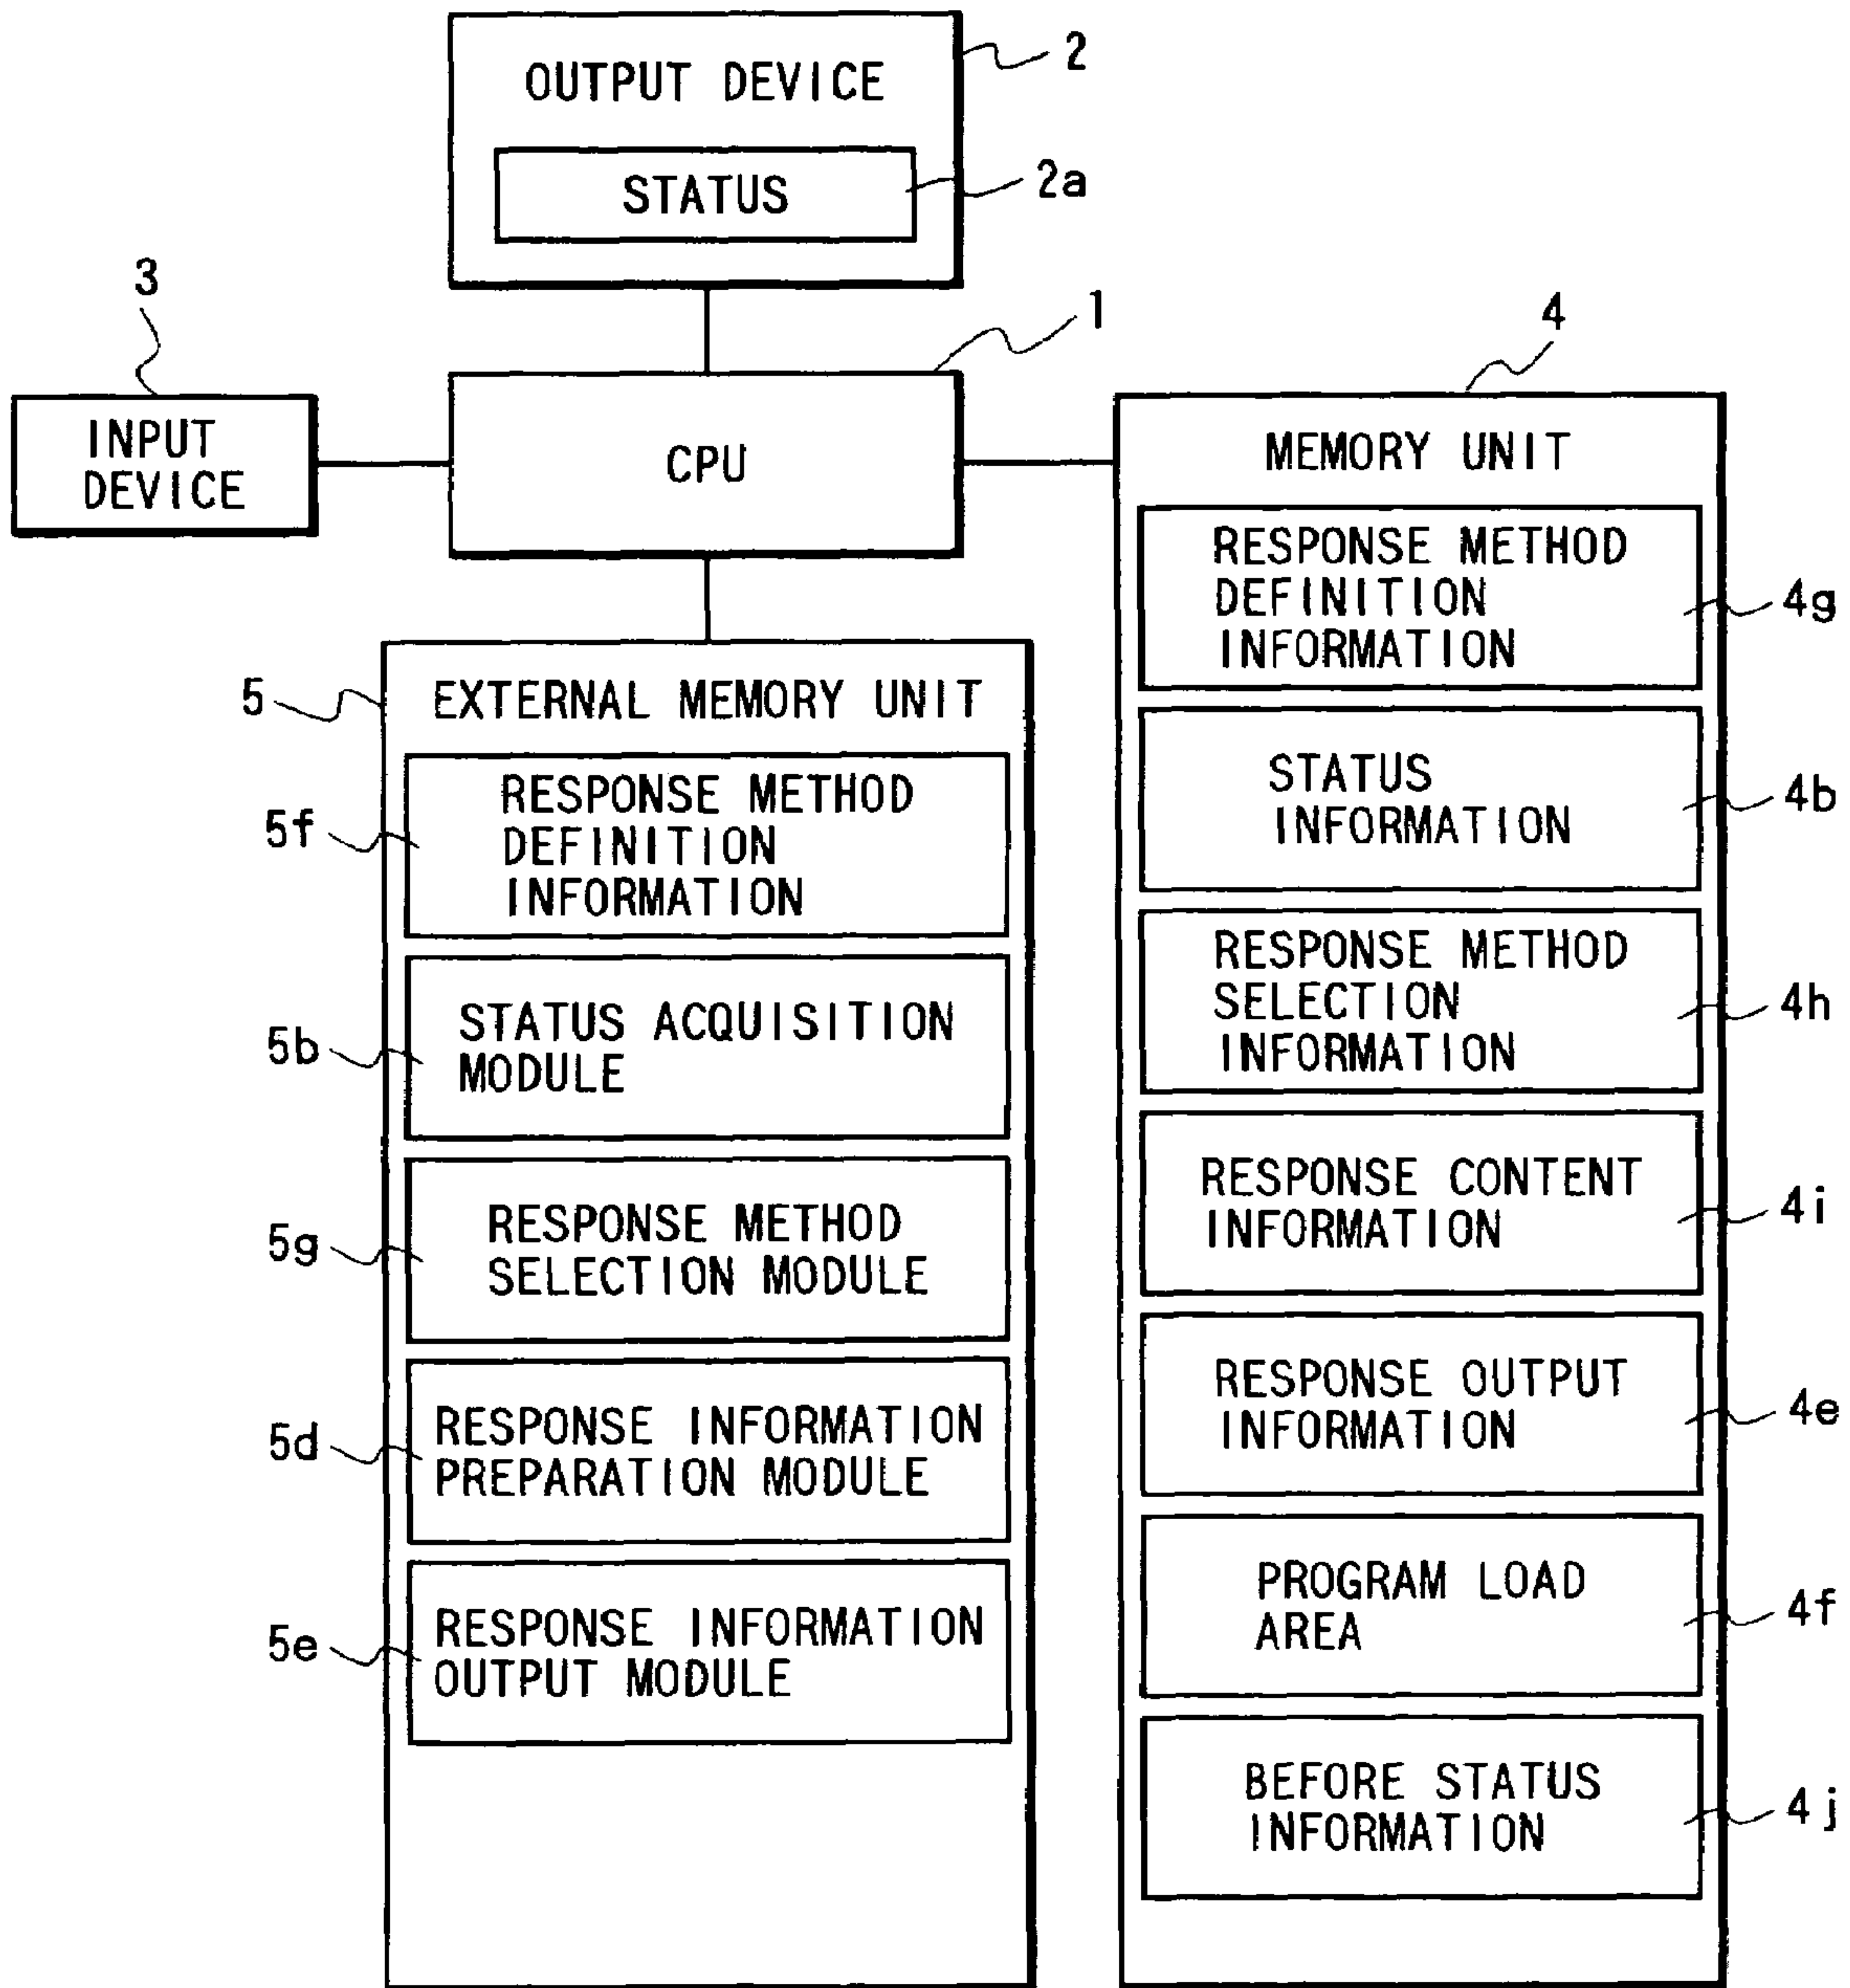 OUTPUT DEVICE
2
STATUS
2a
3
1
4
INPUT
DEVICE
CPU
MEMORY UNIT
RESPONSE METHOD
DEFINITION
INFORMATION
4g
STATUS
INFORMATION
4b
RESPONSE METHOD
SELECTION
INFORMATION
4h
RESPONSE CONTENT
INFORMATION
4i
RESPONSE OUTPUT
INFORMATION
4e
PROGRAM LOAD
AREA
4f
BEFORE STATUS
INFORMATION
4j
5
EXTERNAL MEMORY UNIT
5f
RESPONSE METHOD
DEFINITION
INFORMATION
5b
STATUS ACQUISITION
MODULE
5g
RESPONSE METHOD
SELECTION MODULE
5d
RESPONSE INFORMATION
PREPARATION MODULE
5e
RESPONSE INFORMATION
OUTPUT MODULE